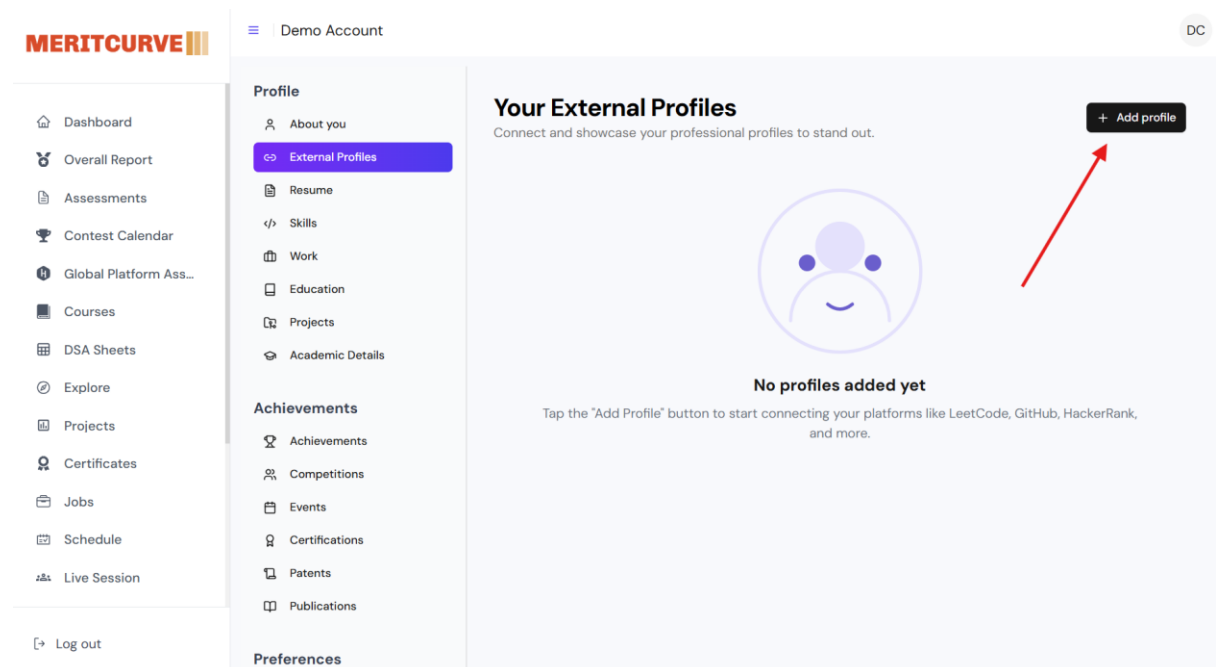 MERITCURVE
Dashboard
Overall Report
Assessments
Contest Calendar
Global Platform Ass...
Courses
DSA Sheets
Explore
Projects
Certificates
Jobs
Schedule
Live Session
Log out
Demo Account
DC
Profile
About you
External Profiles
Resume
Skills
Work
Education
Projects
Academic Details
Achievements
Achievements
Competitions
Events
Certifications
Patents
Publications
Preferences
Your External Profiles
Connect and showcase your professional profiles to stand out.
+ Add profile
No profiles added yet
Tap the "Add Profile" button to start connecting your platforms like LeetCode, GitHub, HackerRank,
and more.